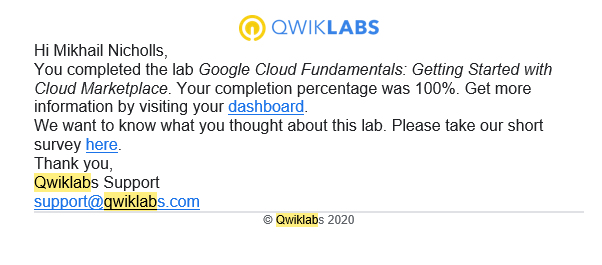 QWIKLABS
Hi Mikhail Nicholls,
You completed the lab Google Cloud Fundamentals: Getting Started with
Cloud Marketplace. Your completion percentage was 100%. Get more
information by visiting your dashboard.
We want to know what you thought about this lab. Please take our short
survey here.
Thank you,
Qwiklabs Support
support@qwiklabs.com
© Qwiklabs 2020